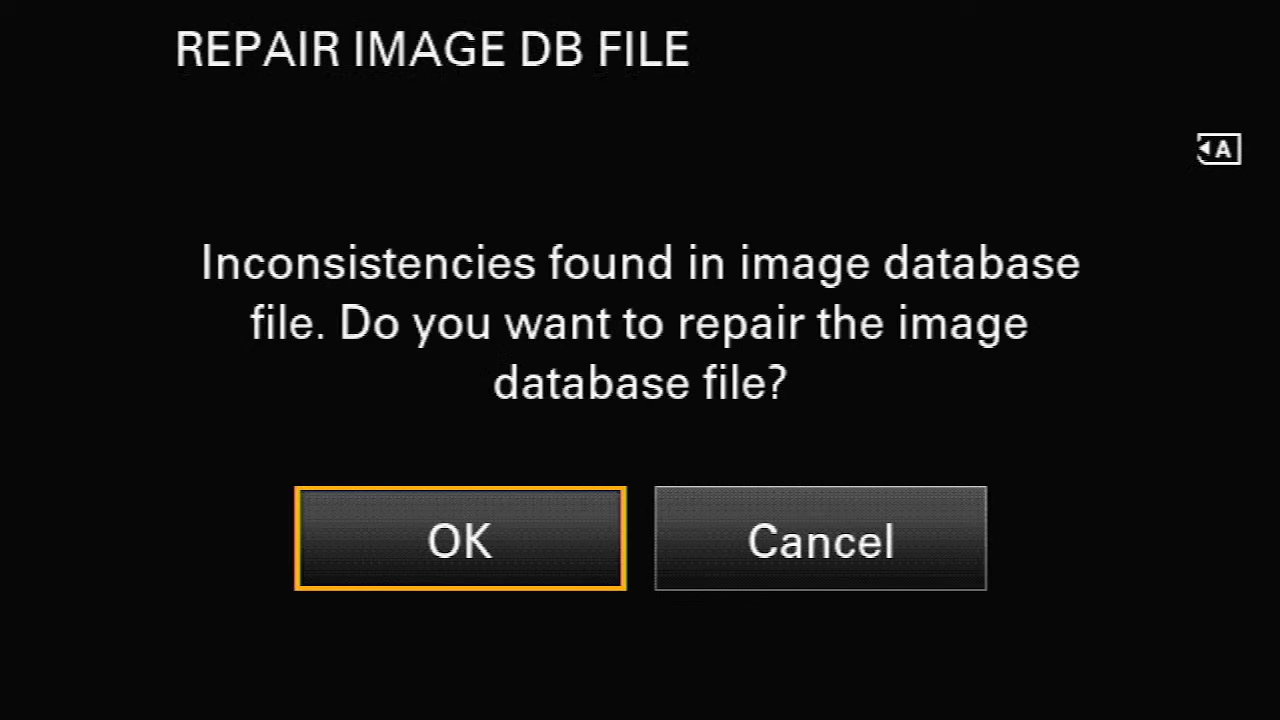 REPAIR IMAGE DB FILE
A
Inconsistencies found in image database
file. Do you want to repair the image
database file?
OK
Cancel